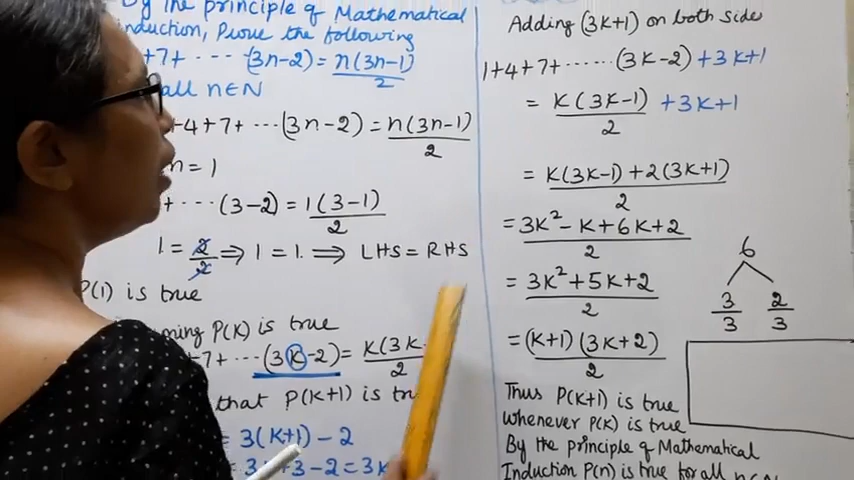 By the principle of Mathematical
induction, Prove the following
+7+ ---- (3n-2) = n(3n-1)/2
all n∈N
-4+7+ ---(3n-2) = n(3n-1)/2
n = 1
---- (3-2) = 1(3-1)/2
1 = 2/2 ⟹ 1 = 1. ⟹ LHS = RHS
P(1) is true
P(K) is true
+7+ ---(3K-2) = K(3K-/2
that P(K+1) is
= 3(K+1) - 2
+3-2 = 3K
Adding (3K+1) on both side
1+4+7+------(3K-2)+3K+1
= K(3K-1)/2 +3K+1
= K(3K-1)+2(3K+1)/2
= 3K²-K+6K+2/2
= 3K²+5K+2/2
= (K+1)(3K+2)/2
6
3/3 2/3
Thus P(K+1) is true
whenever P(K) is true
By the principle of Mathematical
Induction P(n) is true for all n∈N